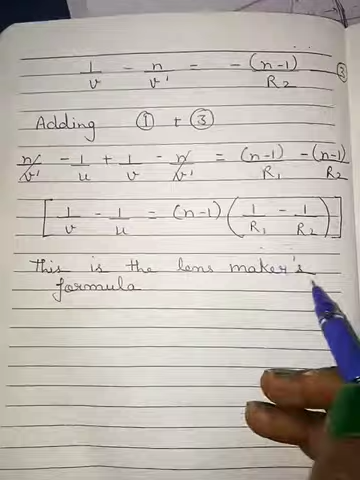 1/v - n/v' = -(n-1)/R2 ③
Adding ① + ③
n/v' - 1/u + 1/v - n/v' = (n-1)/R1 - (n-1)/R2
[1/v - 1/u = (n-1)(1/R1 - 1/R2)]
This is the lens maker's
formula